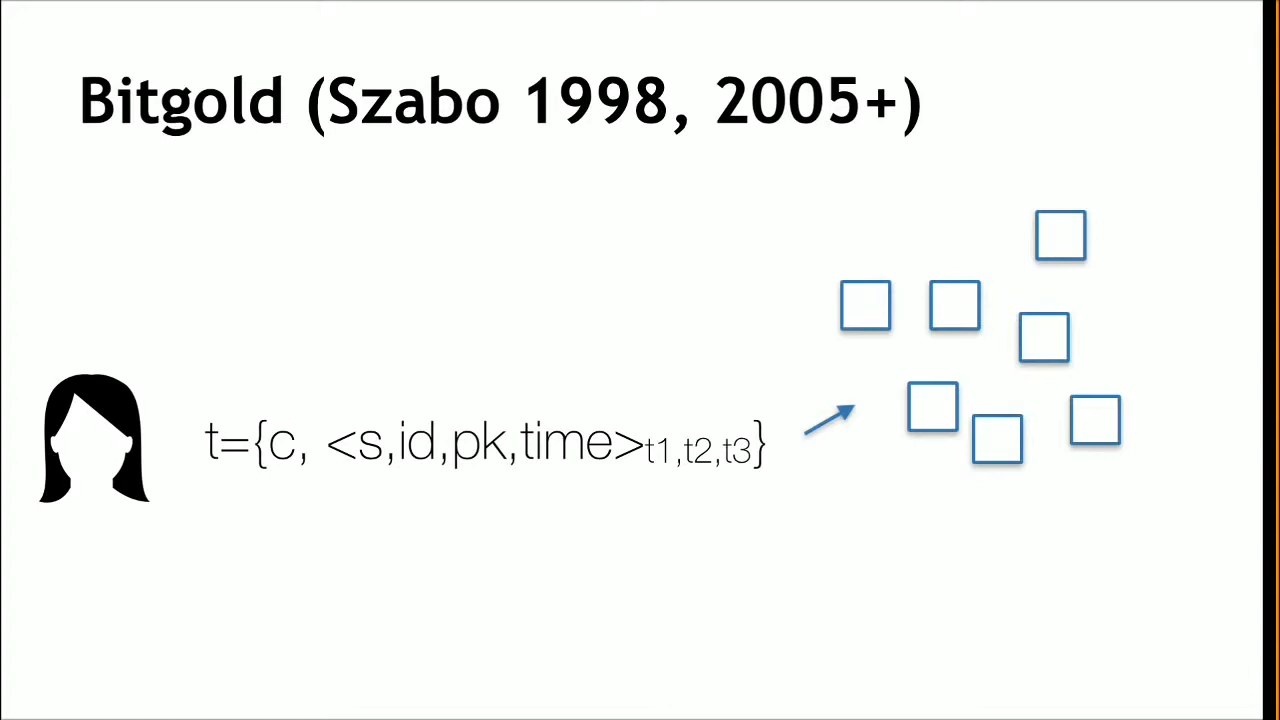 Bitgold (Szabo 1998, 2005+)
t={c, <s,id,pk,time>t1,t2,t3}